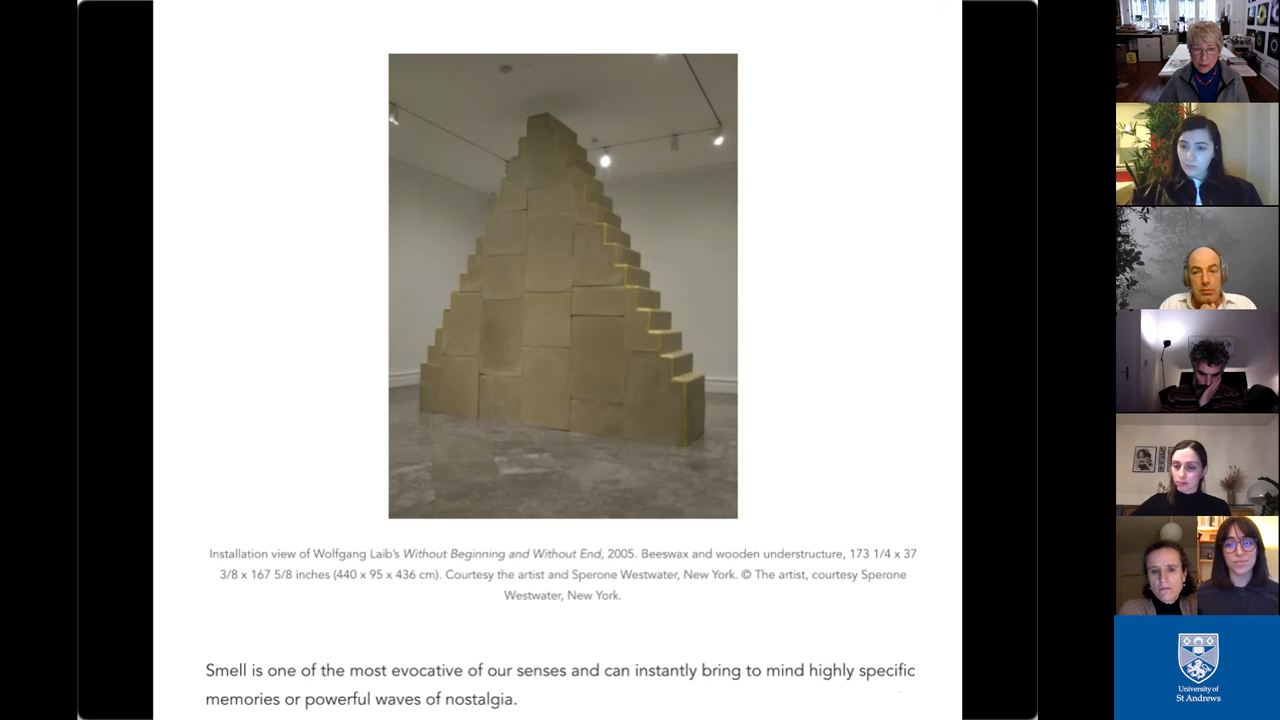 Installation view of Wolfgang Laib's Without Beginning and Without End, 2005. Beeswax and wooden understructure, 173 1/4 x 37
3/8 x 167 5/8 inches (440 x 95 x 436 cm). Courtesy the artist and Sperone Westwater, New York. © The artist, courtesy Sperone
Westwater, New York.
Smell is one of the most evocative of our senses and can instantly bring to mind highly specific
memories or powerful waves of nostalgia.
University of
St Andrews